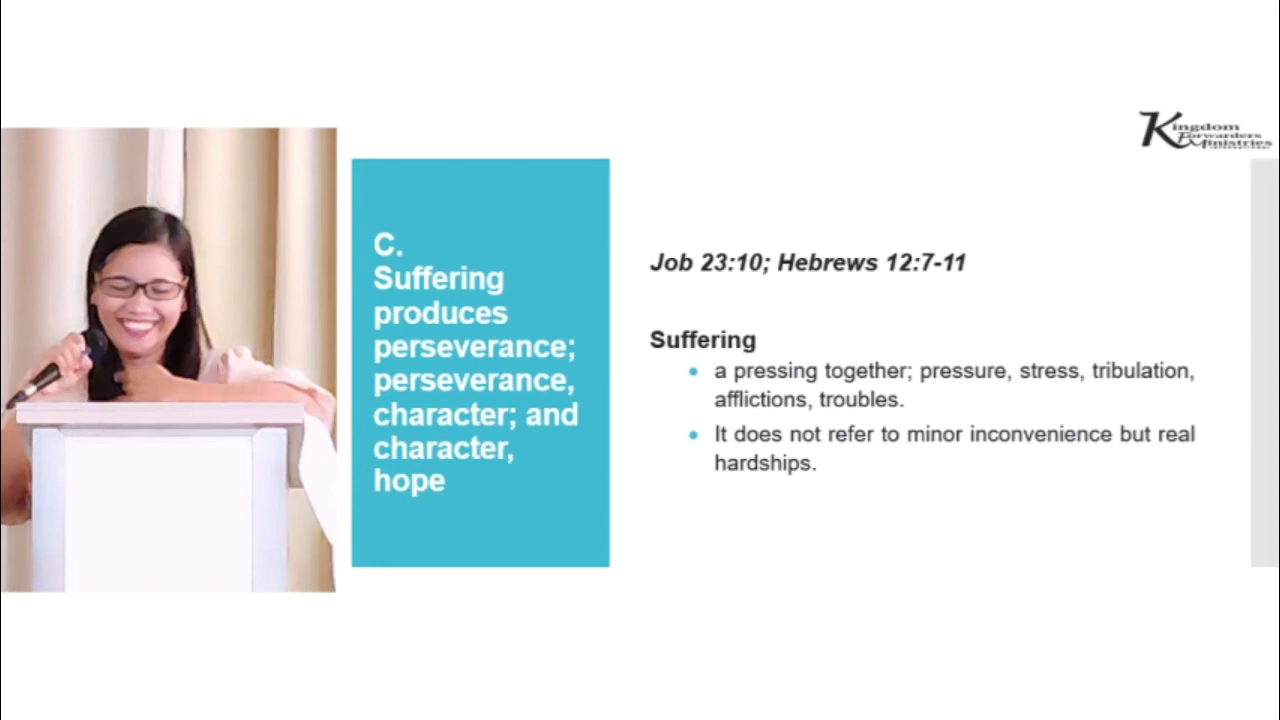 Kingdom
Forwarders
Ministries
INTERNATIONAL
C.
Suffering
produces
perseverance;
perseverance,
character; and
character,
hope
Job 23:10; Hebrews 12:7-11
Suffering
a pressing together; pressure, stress, tribulation,
afflictions, troubles.
It does not refer to minor inconvenience but real
hardships.